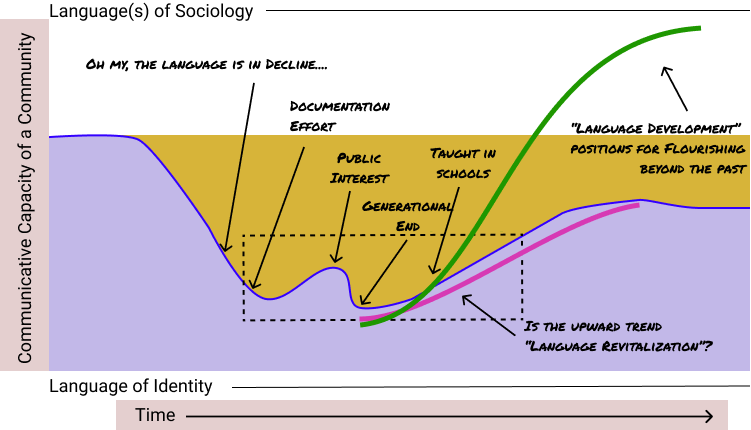 Language(s) of Sociology
Communicative Capacity of a Community
Oh my, the language is in Decline....
Documentation
Effort
Public
Interest
Taught in
schools
Generational
End
"Language Development"
positions for Flourishing
beyond the past
Is the upward trend
"Language Revitalization"?
Language of Identity
Time